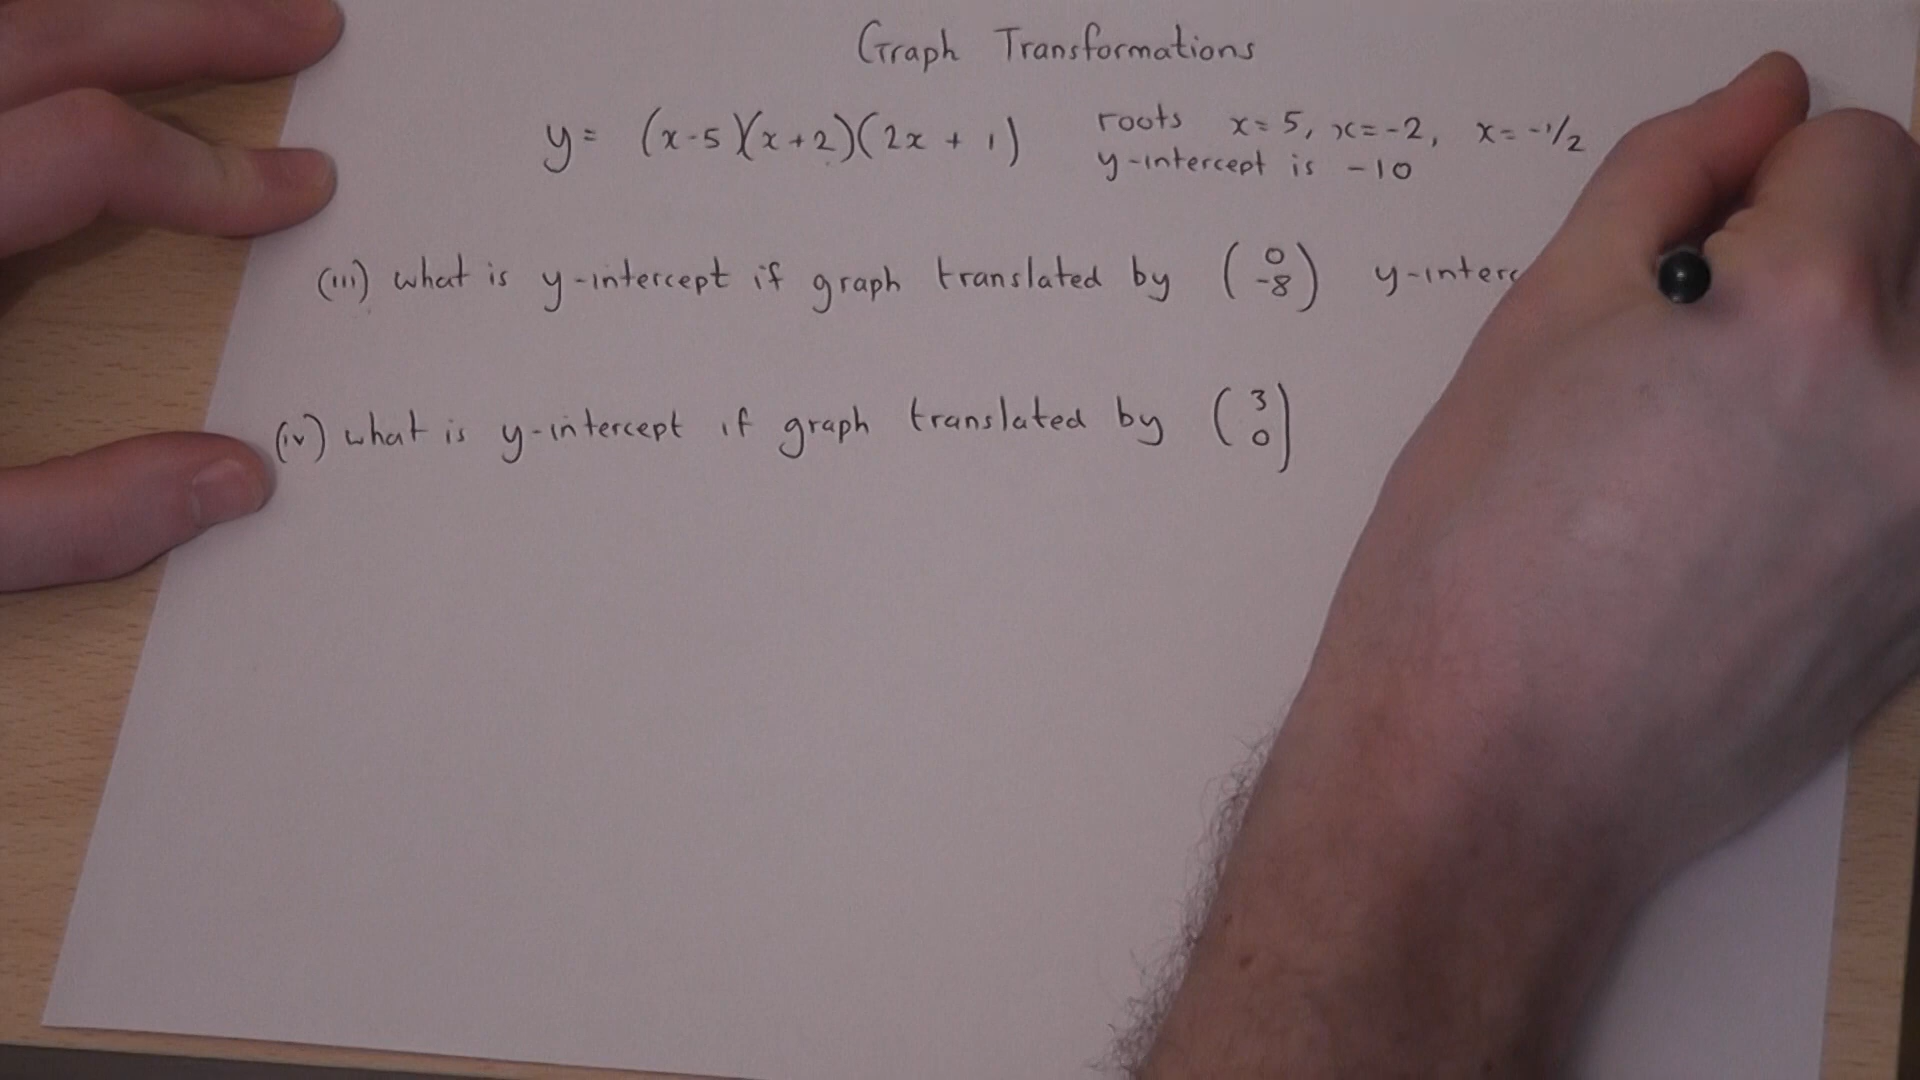 Graph Transformations
y = (x-5)(x+2)(2x + 1) roots x = 5, x = -2, x = -1/2
y-intercept is -10
(iii) what is y-intercept if graph translated by (0 -8)
(iv) what is y-intercept if graph translated by (3 0)